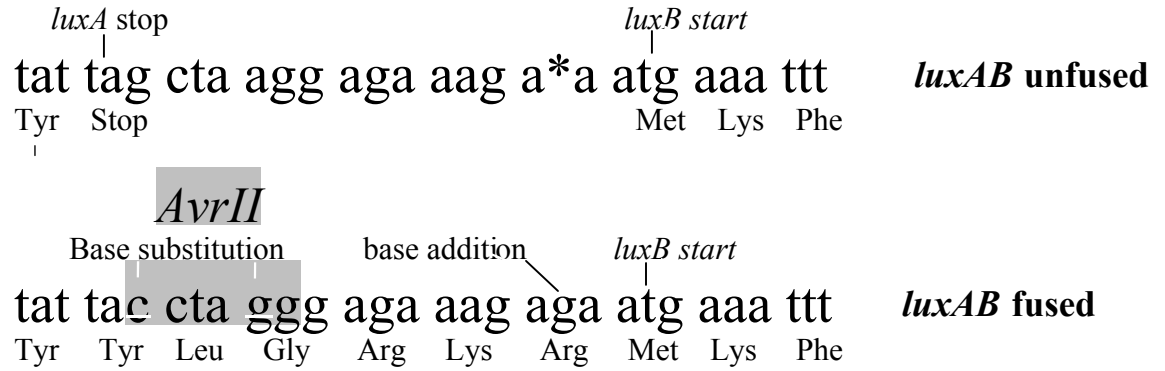 luxA stop luxB start
tat tag cta agg aga aag a*a atg aaa ttt luxAB unfused
Tyr Stop Met Lys Phe
AvrII
Base substitution base addition luxB start
tat tac cta ggg aga aag aga atg aaa ttt luxAB fused
Tyr Tyr Leu Gly Arg Lys Arg Met Lys Phe